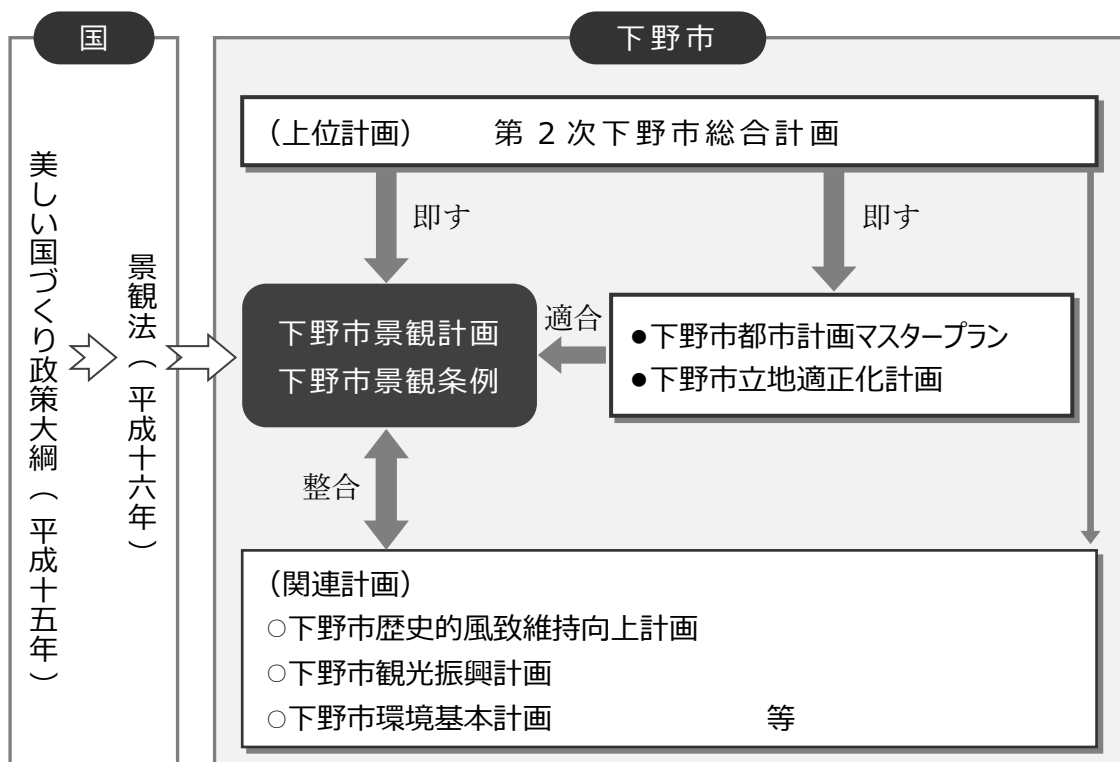 国
美しい国づくり政策大綱（平成十五年）
景観法（平成十六年）
下野市
（上位計画）　第２次下野市総合計画
即す
即す
下野市景観計画
下野市景観条例
適合
●下野市都市計画マスタープラン
●下野市立地適正化計画
整合
（関連計画）
○下野市歴史的風致維持向上計画
○下野市観光振興計画
○下野市環境基本計画　等